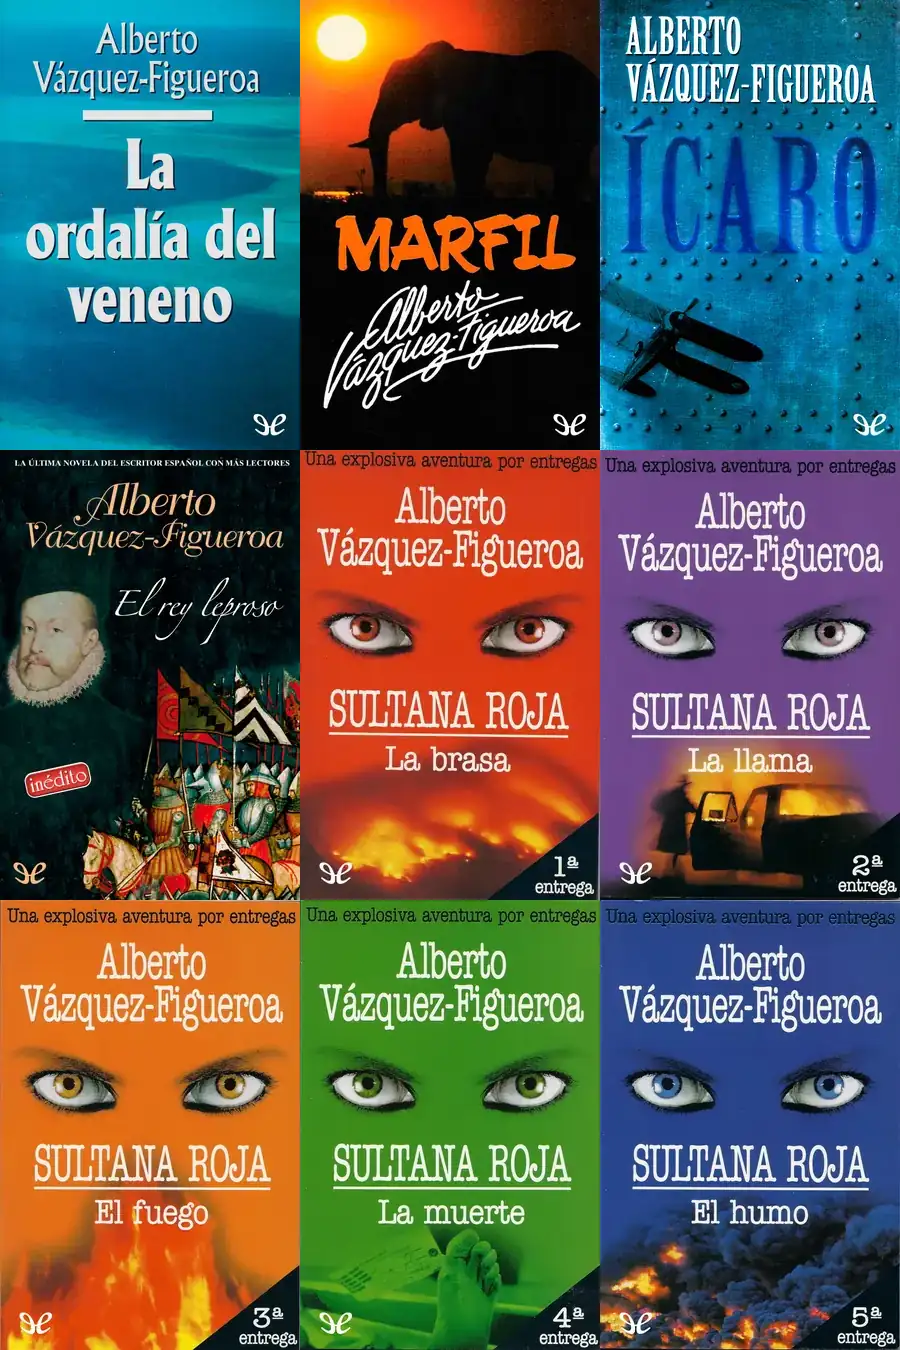 Alberto
Vázquez-Figueroa
La
ordalía del
veneno
MARFIL
Alberto
Vázquez-Figueroa
ALBERTO
VÁZQUEZ-FIGUEROA
ÍCARO
LA ÚLTIMA NOVELA DEL ESCRITOR ESPAÑOL CON MÁS LECTORES
Alberto
Vázquez-Figueroa
El rey leproso
inédito
Una explosiva aventura por entregas
Alberto
Vázquez-Figueroa
SULTANA ROJA
La brasa
1ª
entrega
Una explosiva aventura por entregas
Alberto
Vázquez-Figueroa
SULTANA ROJA
La llama
2ª
entrega
Una explosiva aventura por entregas
Alberto
Vázquez-Figueroa
SULTANA ROJA
El fuego
3ª
entrega
Una explosiva aventura por entregas
Alberto
Vázquez-Figueroa
SULTANA ROJA
La muerte
4ª
entrega
Una explosiva aventura por entregas
Alberto
Vázquez-Figueroa
SULTANA ROJA
El humo
5ª
entrega